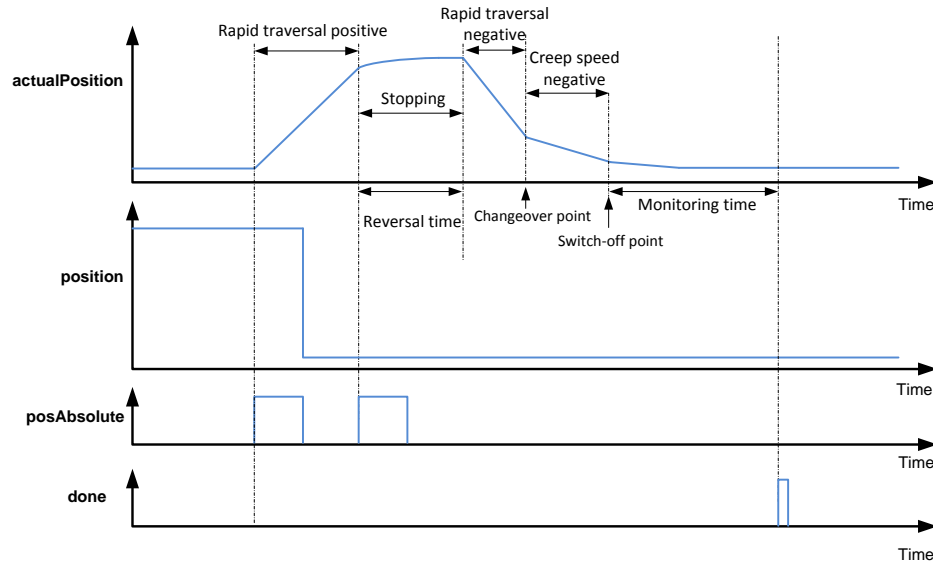 Rapid traversal positive
Rapid traversal
negative
Creep speed
negative
actualPosition
Stopping
Time
Reversal time
Changeover point
Monitoring time
Switch-off point
position
Time
posAbsolute
Time
done
Time